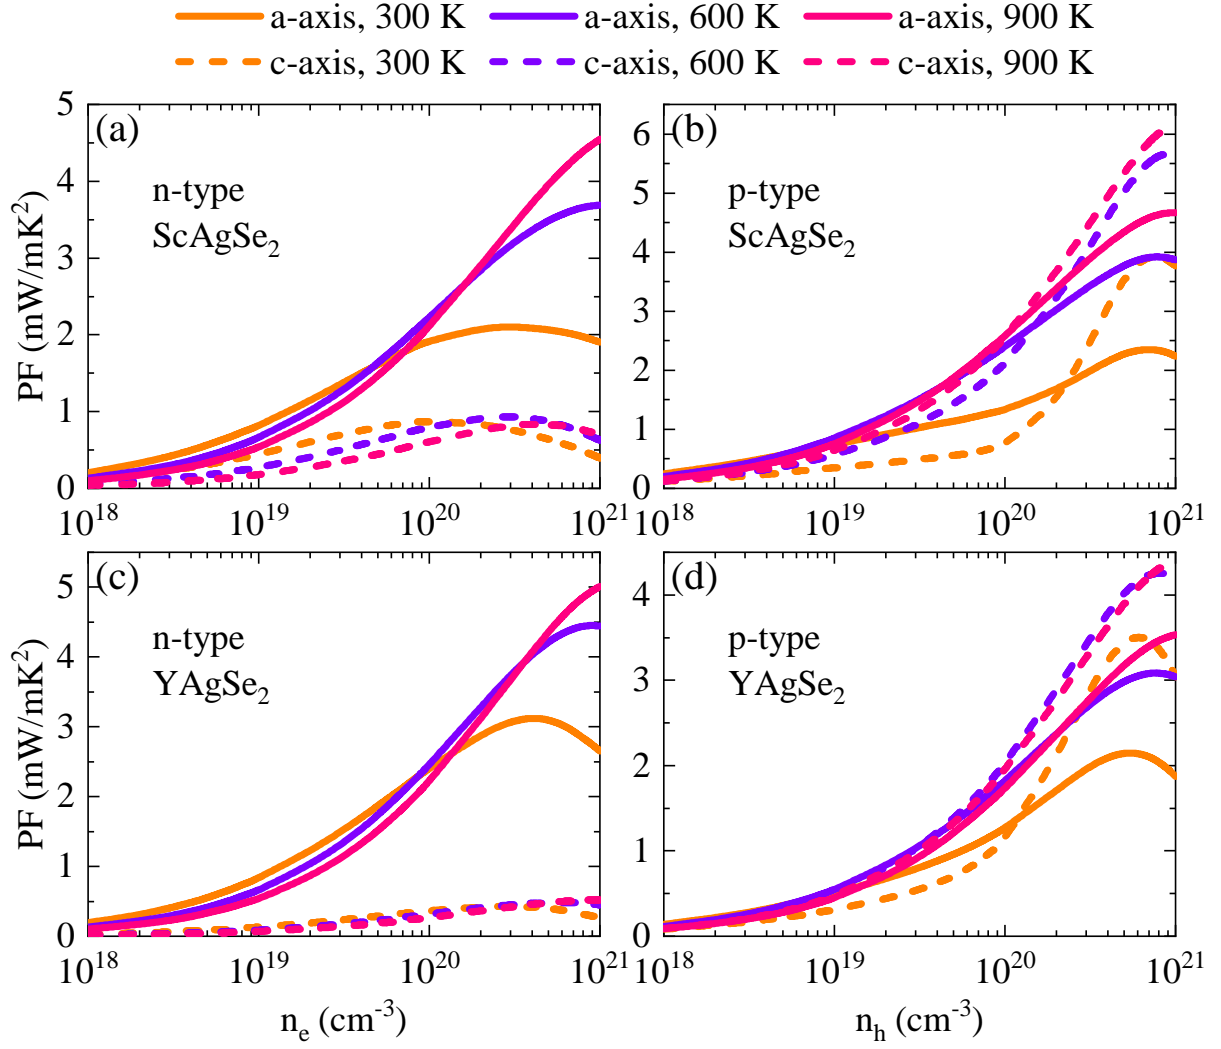 a-axis, 300 K a-axis, 600 K a-axis, 900 K
c-axis, 300 K c-axis, 600 K c-axis, 900 K
(a)
n-type
ScAgSe2
PF (mW/mK2)
5
4
3
2
1
0
10^18 10^19 10^20 10^21
(b)
p-type
ScAgSe2
6
5
4
3
2
1
0
10^18 10^19 10^20 10^21
(c)
n-type
YAgSe2
PF (mW/mK2)
5
4
3
2
1
0
10^18 10^19 10^20 10^21
ne (cm-3)
(d)
p-type
YAgSe2
4
3
2
1
0
10^18 10^19 10^20 10^21
nh (cm-3)